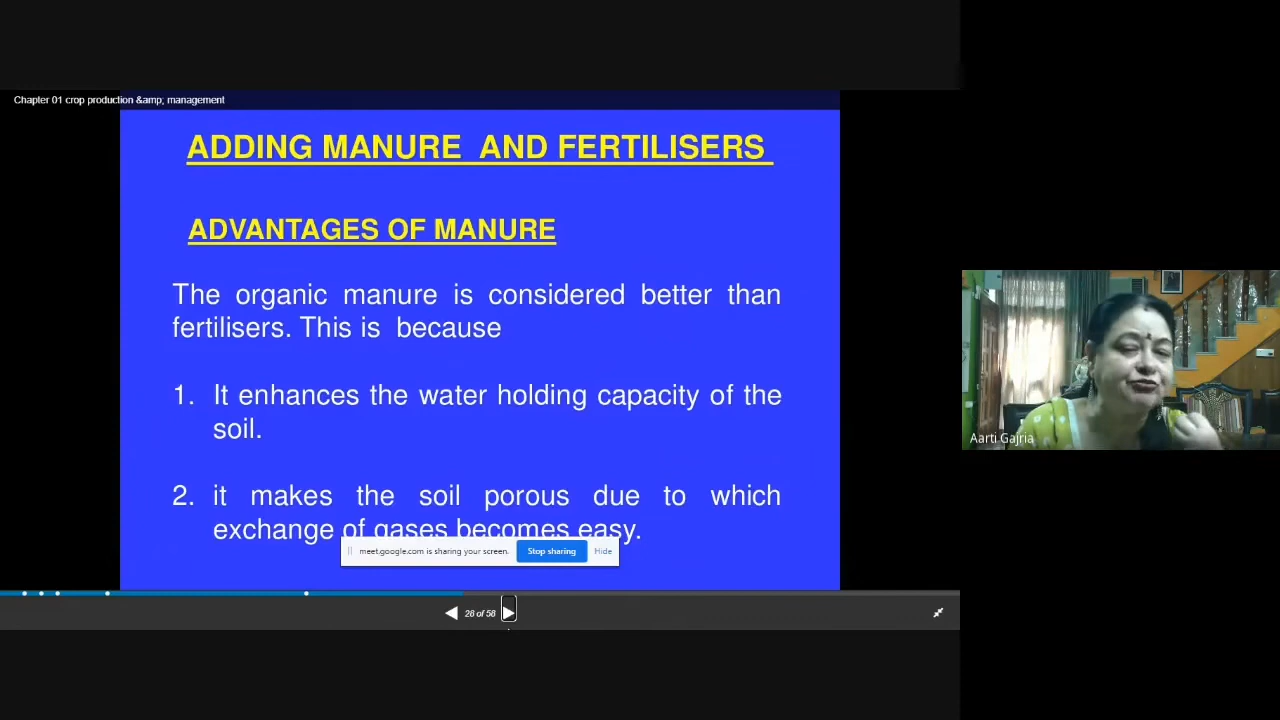 Chapter 01 crop production &amp; management
ADDING MANURE AND FERTILISERS
ADVANTAGES OF MANURE
The organic manure is considered better than
fertilisers. This is because
1. It enhances the water holding capacity of the
soil.
2. it makes the soil porous due to which
exchange of gases becomes easy.
meet.google.com is sharing your screen. Stop sharing Hide
Aarti Gajria
28 of 58